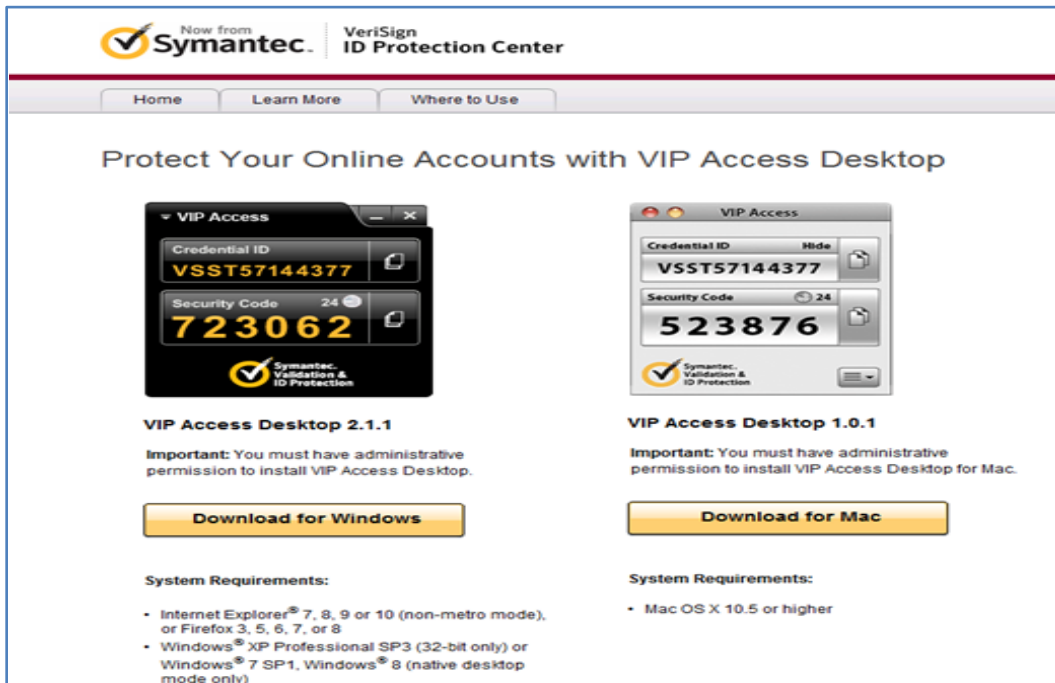 Now from
Symantec.
VeriSign
ID Protection Center
Home
Learn More
Where to Use
Protect Your Online Accounts with VIP Access Desktop
VIP Access
Credential ID
VSST57144377
Security Code 24
723062
Symantec.
Validation &
ID Protection
VIP Access Desktop 2.1.1
Important: You must have administrative
permission to install VIP Access Desktop.
Download for Windows
System Requirements:
• Internet Explorer® 7, 8, 9 or 10 (non-metro mode),
or Firefox 3, 5, 6, 7, or 8
• Windows® XP Professional SP3 (32-bit only) or
Windows® 7 SP1, Windows® 8 (native desktop
mode only)
VIP Access
Credential ID Hide
VSST57144377
Security Code 24
523876
Symantec.
Validation &
ID Protection
VIP Access Desktop 1.0.1
Important: You must have administrative
permission to install VIP Access Desktop for Mac.
Download for Mac
System Requirements:
• Mac OS X 10.5 or higher